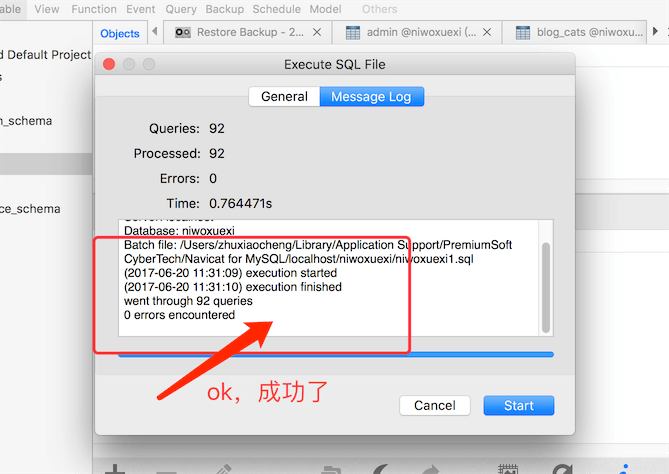 able View Function Event Query Backup Schedule Model Others
Objects Restore Backup - 2... admin @niwoxuexi (... blog_cats @niwoxu...
d Default Project
s
n_schema
ce_schema
Execute SQL File
General Message Log
Queries: 92
Processed: 92
Errors: 0
Time: 0.764471s
Database: niwoxuexi
Batch file: /Users/zhuxiaocheng/Library/Application Support/PremiumSoft
CyberTech/Navicat for MySQL/localhost/niwoxuexi/niwoxuexi1.sql
(2017-06-20 11:31:09) execution started
(2017-06-20 11:31:10) execution finished
went through 92 queries
0 errors encountered
ok，成功了
Cancel Start